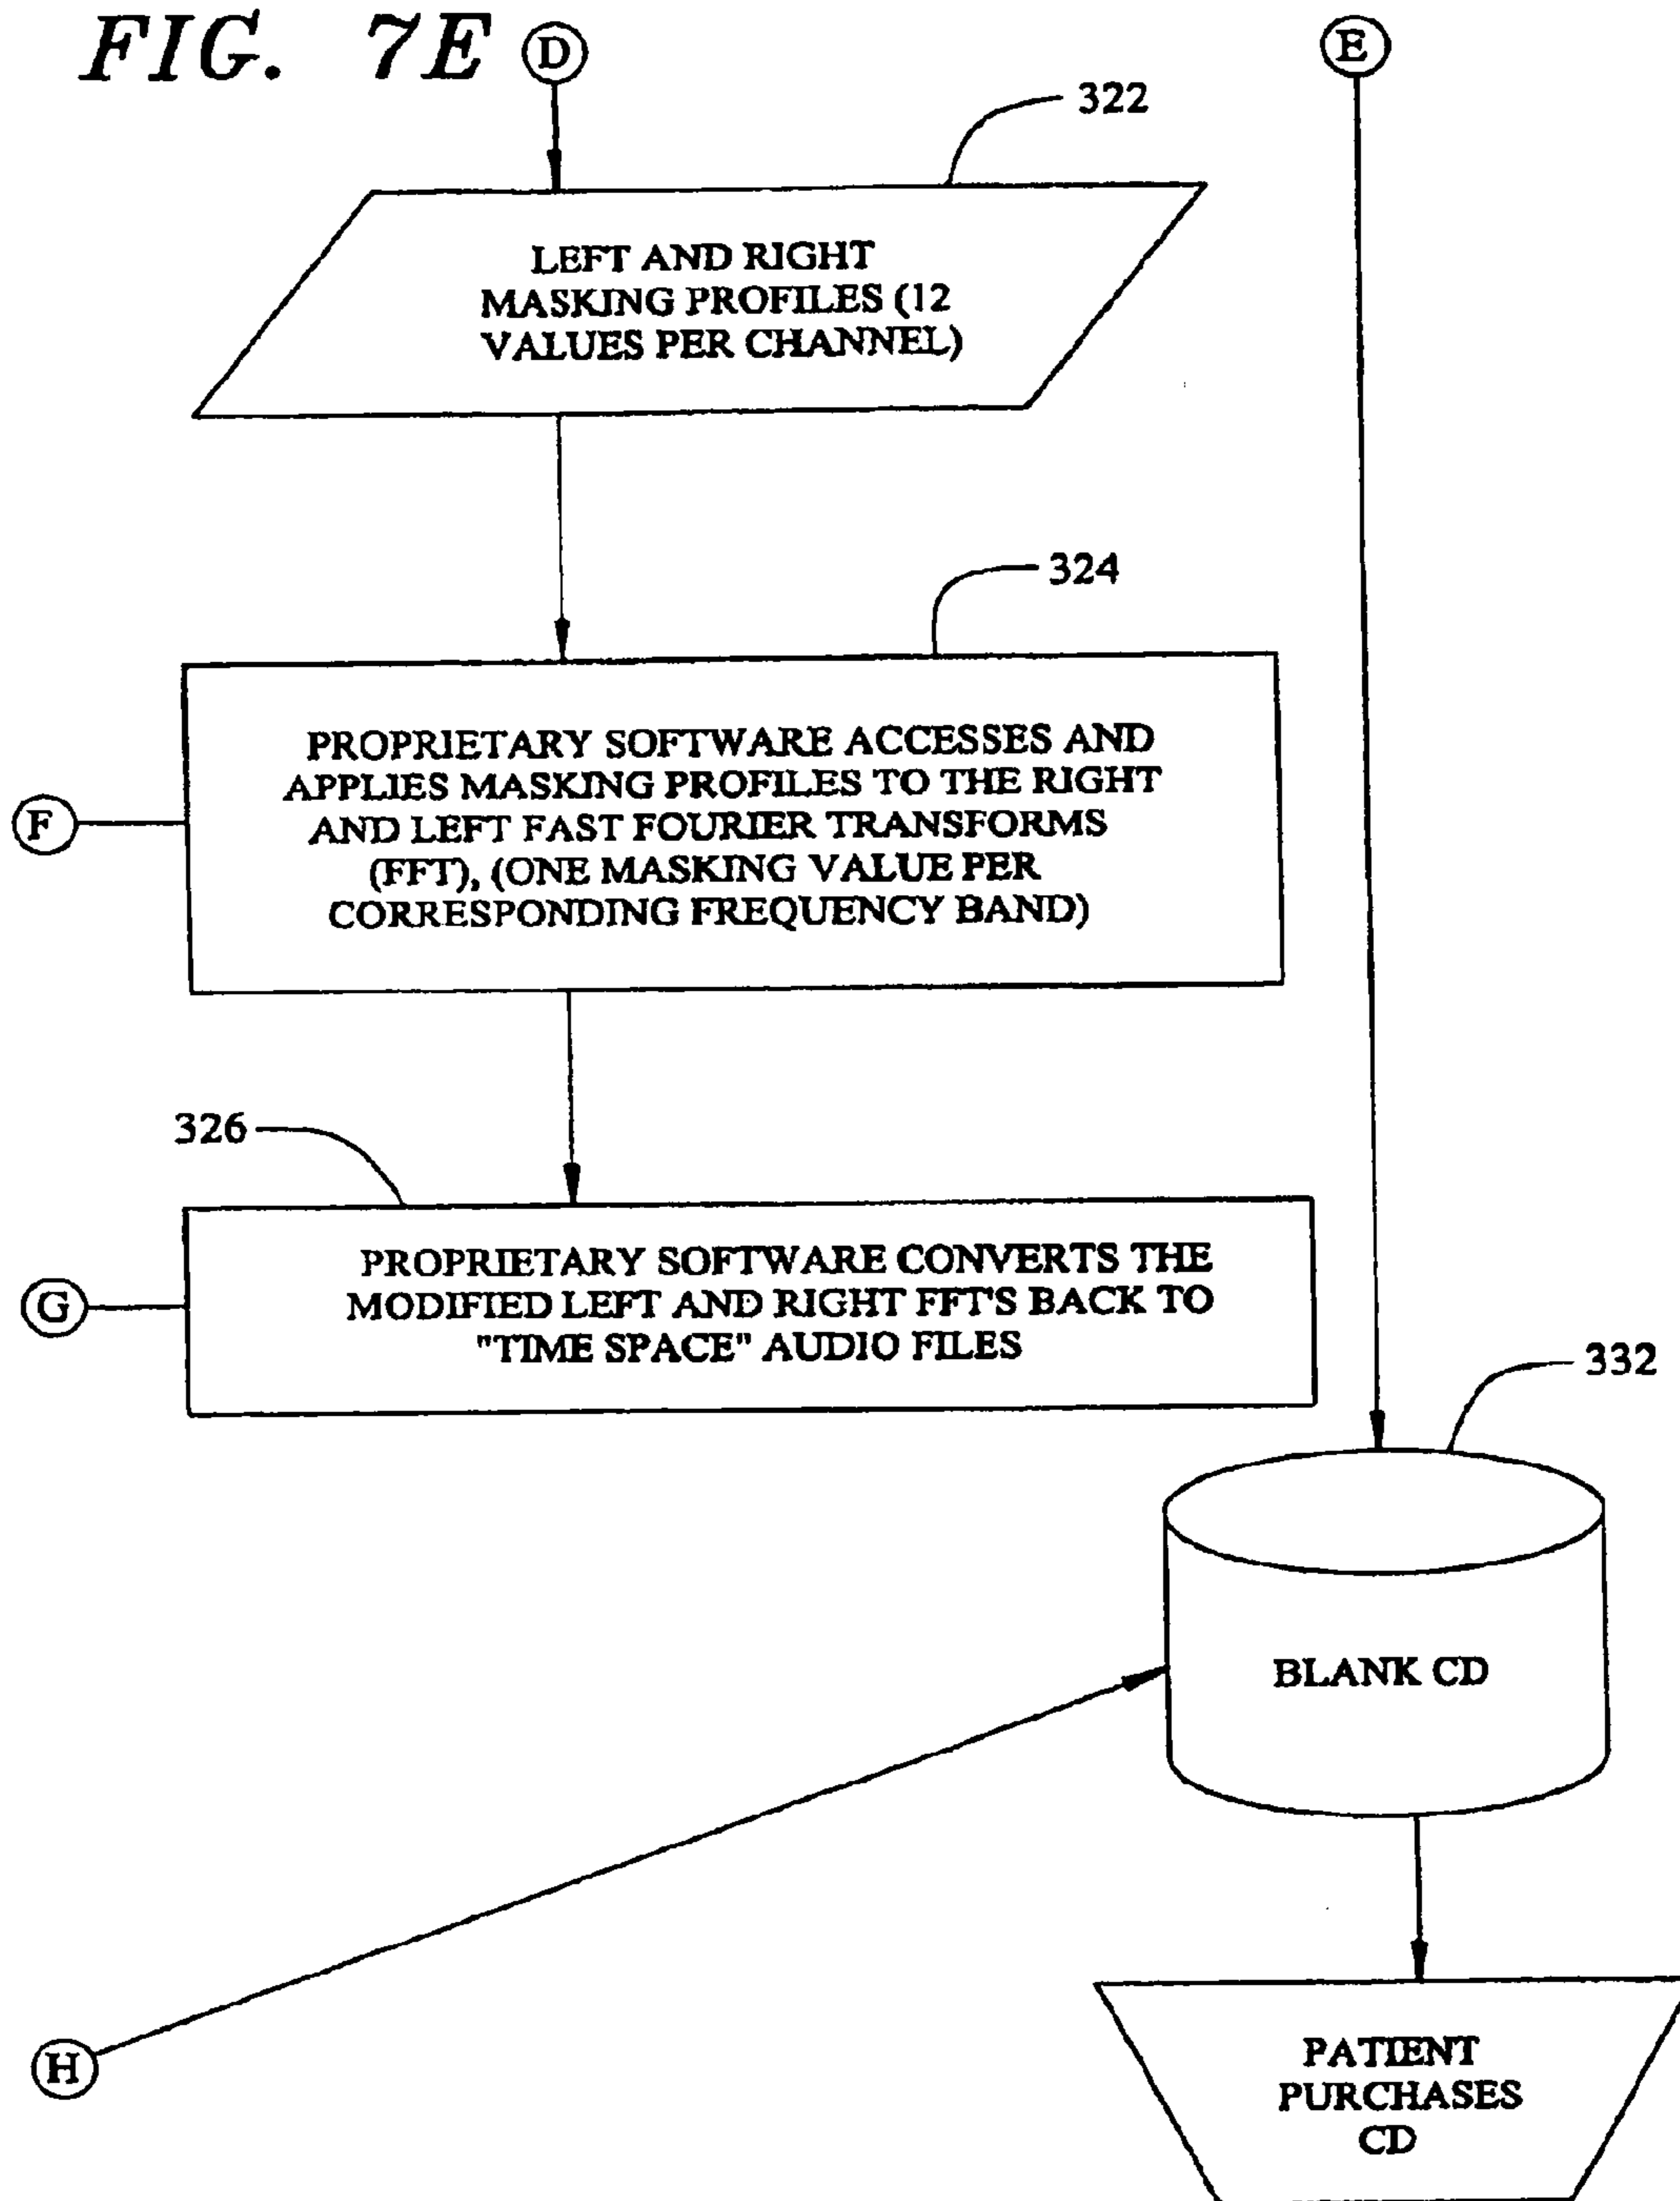 FIG. 7E
D
E
322
LEFT AND RIGHT
MASKING PROFILES (12
VALUES PER CHANNEL)
324
PROPRIETARY SOFTWARE ACCESSES AND
APPLIES MASKING PROFILES TO THE RIGHT
AND LEFT FAST FOURIER TRANSFORMS
(FFT), (ONE MASKING VALUE PER
CORRESPONDING FREQUENCY BAND)
F
326
PROPRIETARY SOFTWARE CONVERTS THE
MODIFIED LEFT AND RIGHT FFT'S BACK TO
"TIME SPACE" AUDIO FILES
G
332
BLANK CD
H
PATIENT
PURCHASES
CD